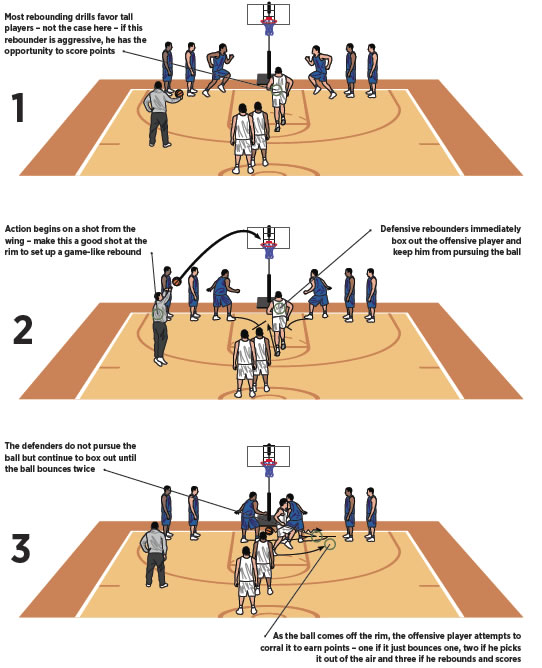 Most rebounding drills favor tall
players – not the case here – if this
rebounder is aggressive, he has the
opportunity to score points
1
Action begins on a shot from the
wing – make this a good shot at the
rim to set up a game-like rebound
Defensive rebounders immediately
box out the offensive player and
keep him from pursuing the ball
2
The defenders do not pursue the
ball but continue to box out until
the ball bounces twice
3
As the ball comes off the rim, the offensive player attempts to
corral it to earn points – one if it just bounces one, two if he picks
it out of the air and three if he rebounds and scores